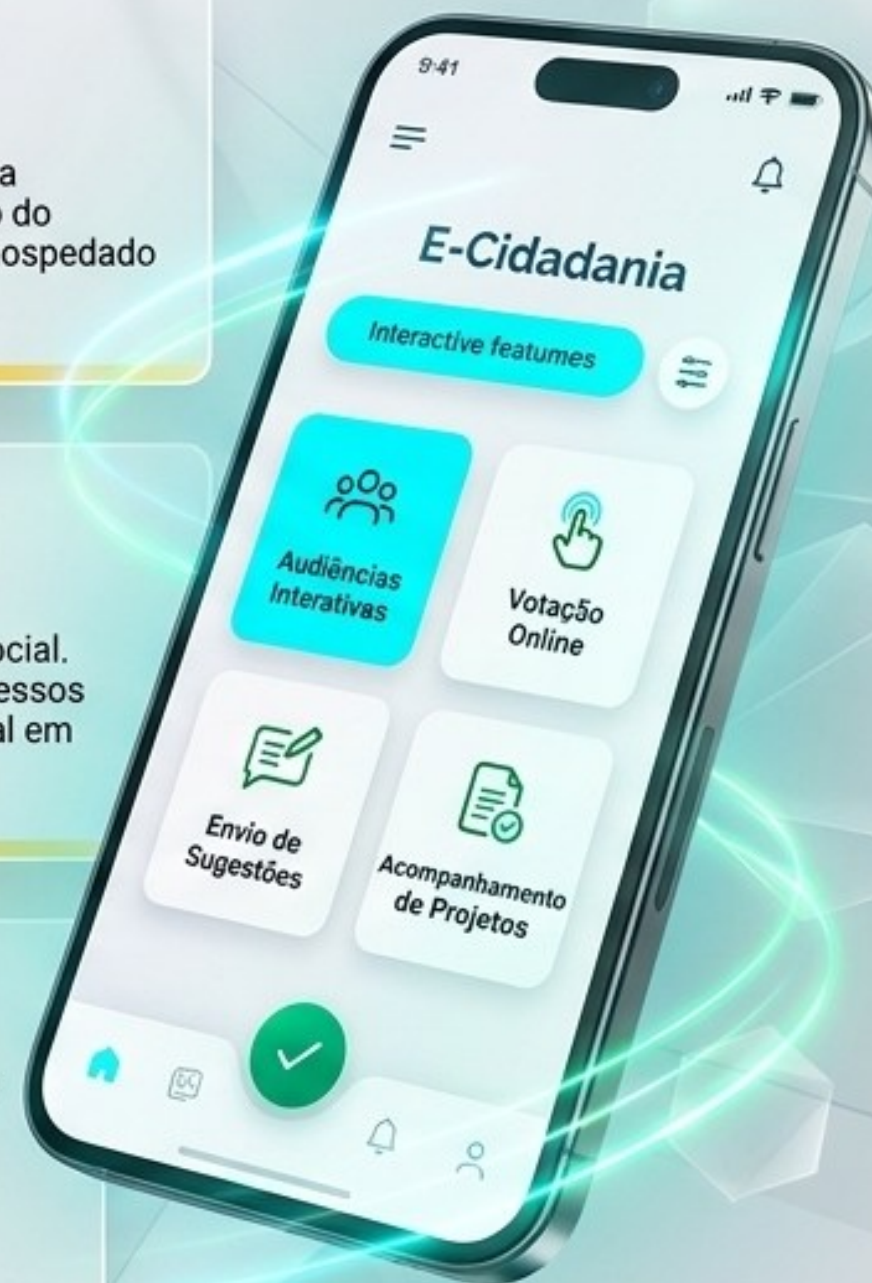 a
do
ospedado
ocial.
essos
al em
9:41
E-Cidadania
Interactive featumes
Audiências
Interativas
Votação
Online
Envio de
Sugestões
Acompanhamento
de Projetos